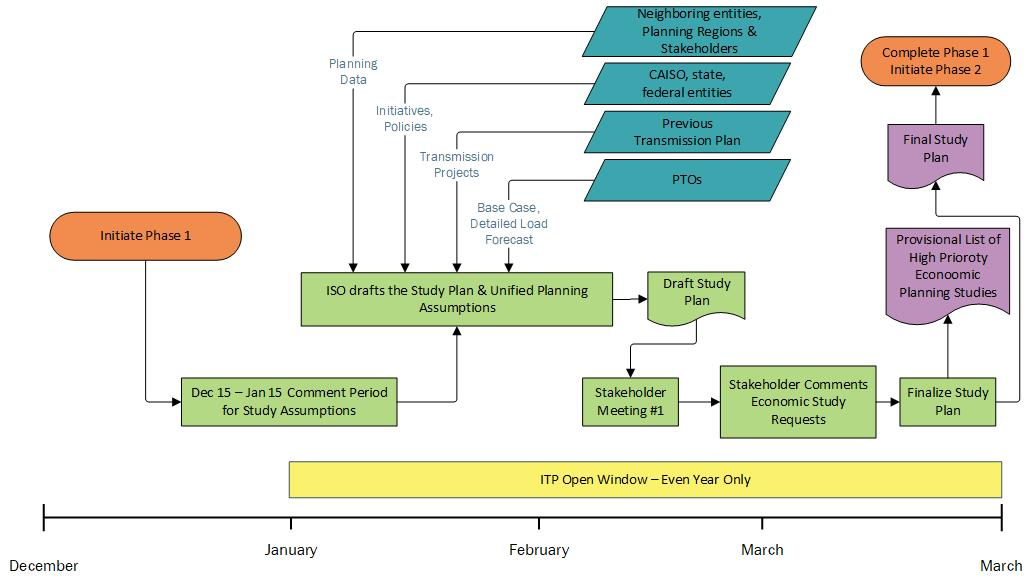 Neighboring entities,
Planning Regions &
Stakeholders
CAISO, state,
federal entities
Previous
Transmission Plan
PTOs
Complete Phase 1
Initiate Phase 2
Planning
Data
Initiatives,
Policies
Transmission
Projects
Base Case,
Detailed Load
Forecast
Final Study
Plan
Initiate Phase 1
Provisional List of
High Prioroty
Econoomic
Planning Studies
ISO drafts the Study Plan & Unified Planning
Assumptions
Draft Study
Plan
Dec 15 – Jan 15 Comment Period
for Study Assumptions
Stakeholder
Meeting #1
Stakeholder Comments
Economic Study
Requests
Finalize Study
Plan
ITP Open Window – Even Year Only
December
January
February
March
March